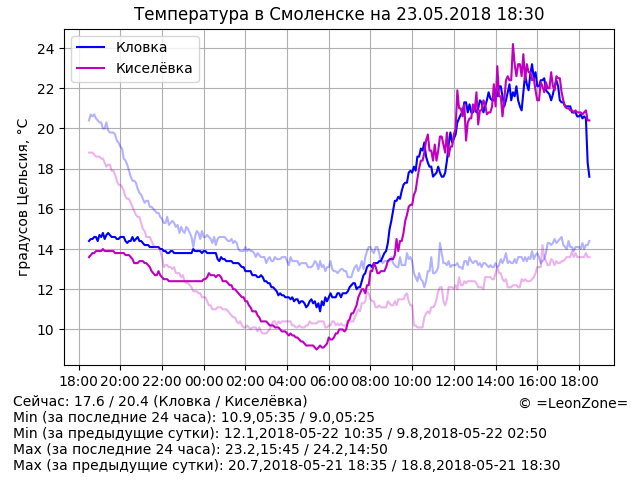 Температура в Смоленске на 23.05.2018 18:30
Кловка
Киселёвка
градусов Цельсия, °C
24
22
20
18
16
14
12
10
18:00 20:00 22:00 00:00 02:00 04:00 06:00 08:00 10:00 12:00 14:00 16:00 18:00
Сейчас: 17.6 / 20.4 (Кловка / Киселёвка)
© =LeonZone=
Min (за последние 24 часа): 10.9,05:35 / 9.0,05:25
Min (за предыдущие сутки): 12.1,2018-05-22 10:35 / 9.8,2018-05-22 02:50
Max (за последние 24 часа): 23.2,15:45 / 24.2,14:50
Max (за предыдущие сутки): 20.7,2018-05-21 18:35 / 18.8,2018-05-21 18:30